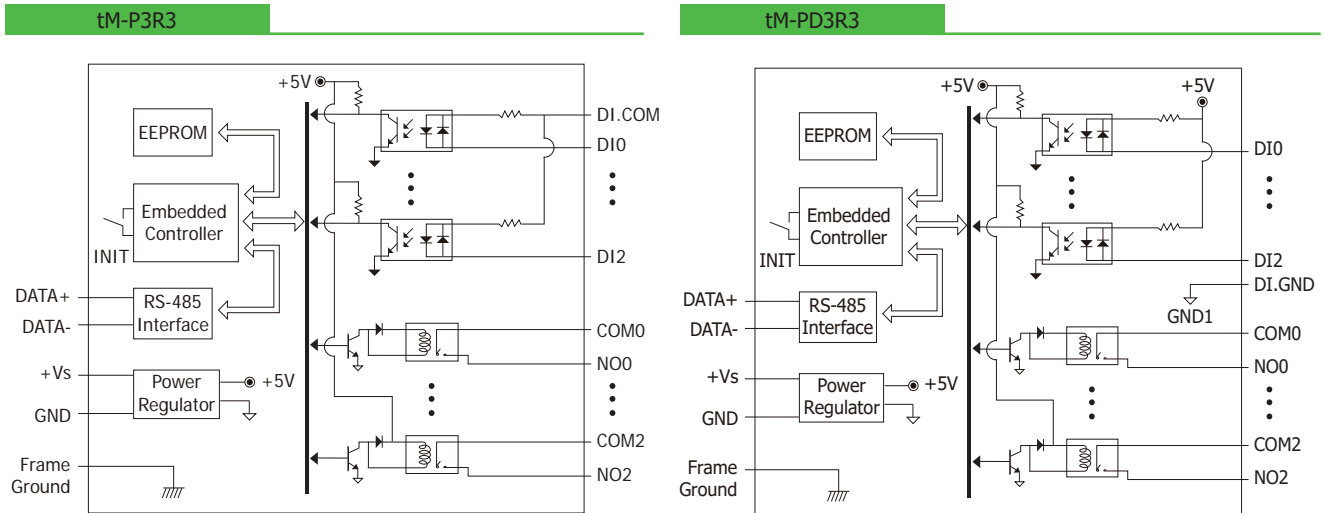 tM-P3R3
+5V
EEPROM
DI.COM
DI0
Embedded
Controller
INIT
DI2
DATA+
DATA-
RS-485
Interface
COM0
NO0
+Vs
GND
Power
Regulator
+5V
COM2
NO2
Frame
Ground
tM-PD3R3
+5V
+5V
EEPROM
DI0
Embedded
Controller
INIT
DI2
DI.GND
GND1
DATA+
DATA-
RS-485
Interface
COM0
NO0
+Vs
GND
Power
Regulator
+5V
COM2
NO2
Frame
Ground